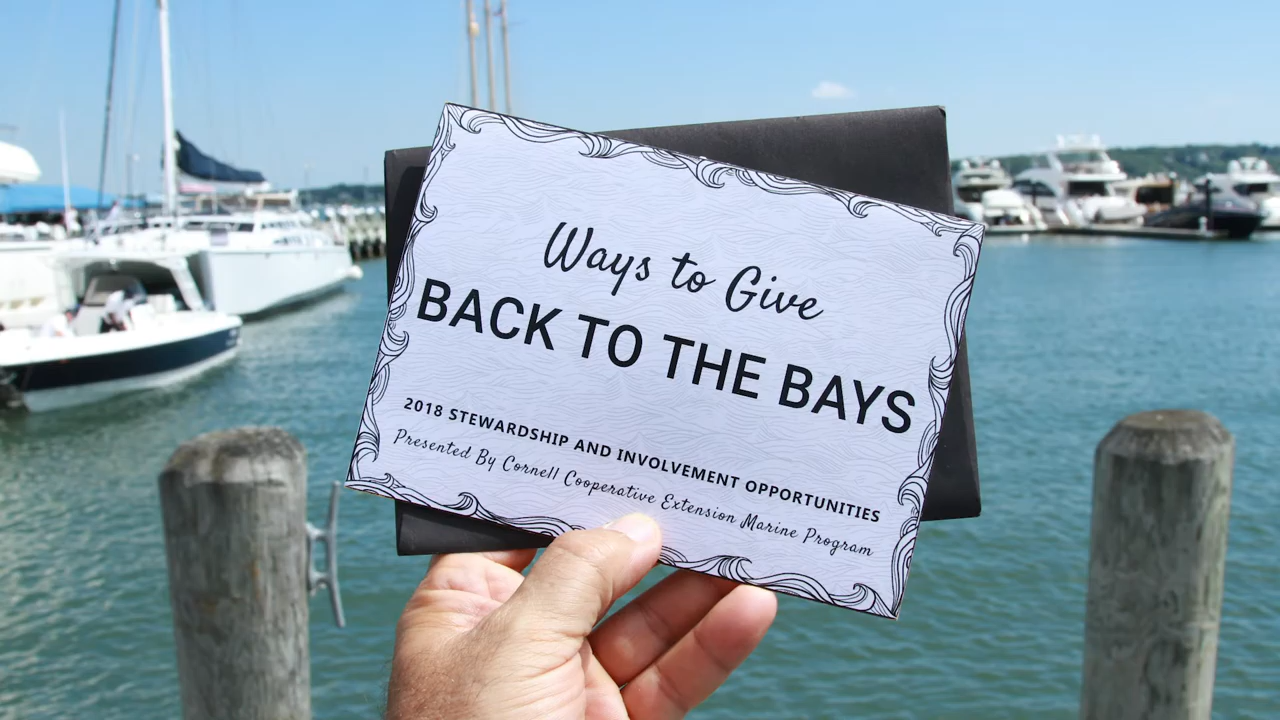 Ways to Give
BACK TO THE BAYS
2018 STEWARDSHIP AND INVOLVEMENT OPPORTUNITIES
Presented By Cornell Cooperative Extension Marine Program